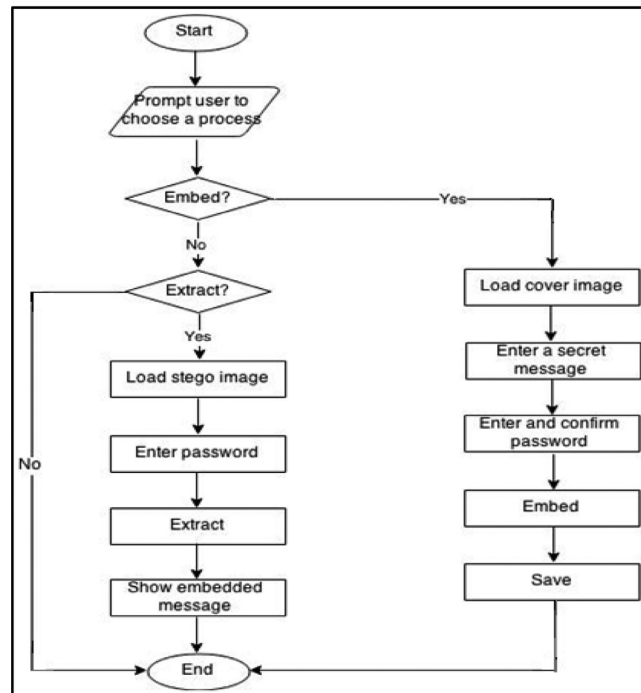 Start
Prompt user to
choose a process
Embed?
Yes
No
Extract?
Load cover image
Yes
Enter a secret
message
Load stego image
Enter and confirm
password
Enter password
No
Extract
Embed
Show embedded
message
Save
End